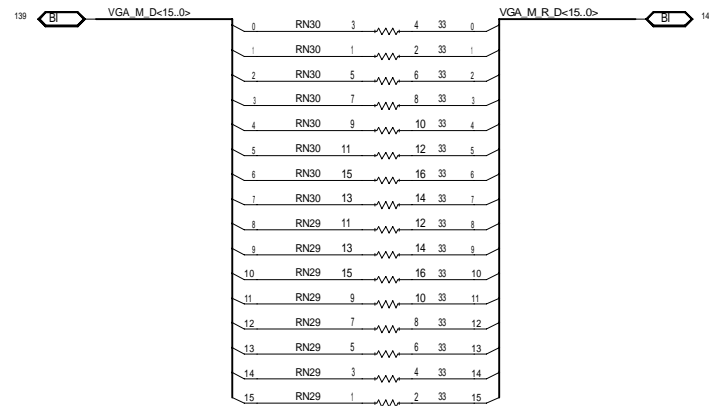 139 BI VGA_M_D<15..0> VGA_M_R_D<15..0> BI 14
0 RN30 3 4 33 0
1 RN30 1 2 33 1
2 RN30 5 6 33 2
3 RN30 7 8 33 3
4 RN30 9 10 33 4
5 RN30 11 12 33 5
6 RN30 15 16 33 6
7 RN30 13 14 33 7
8 RN29 11 12 33 8
9 RN29 13 14 33 9
10 RN29 15 16 33 10
11 RN29 9 10 33 11
12 RN29 7 8 33 12
13 RN29 5 6 33 13
14 RN29 3 4 33 14
15 RN29 1 2 33 15